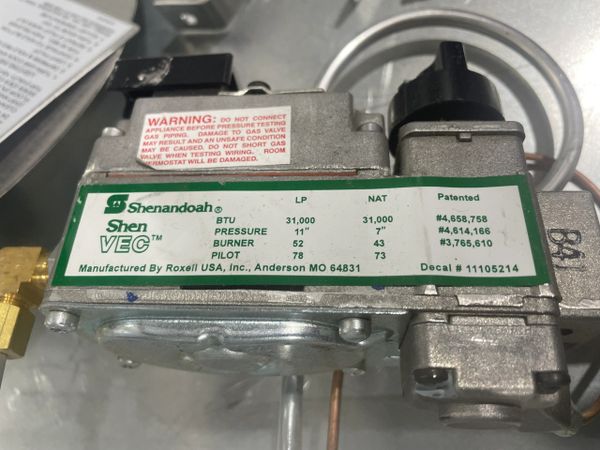 WARNING: DO NOT CONNECT
APPLIANCE BEFORE PRESSURE TESTING
GAS PIPING. DAMAGE TO GAS VALVE
MAY RESULT AND AN UNSAFE CONDITION
MAY BE CAUSED. DO NOT SHORT GAS
VALVE WHEN TESTING WIRING. ROOM
THERMOSTAT WILL BE DAMAGED.
Shenandoah®
Shen
VEC™
LP NAT Patented
BTU 31,000 31,000 #4,658,758
PRESSURE 11" 7" #4,614,166
BURNER 52 43 #3,765,610
PILOT 78 73
Manufactured By Roxell USA, Inc., Anderson MO 64831 Decal # 11105214